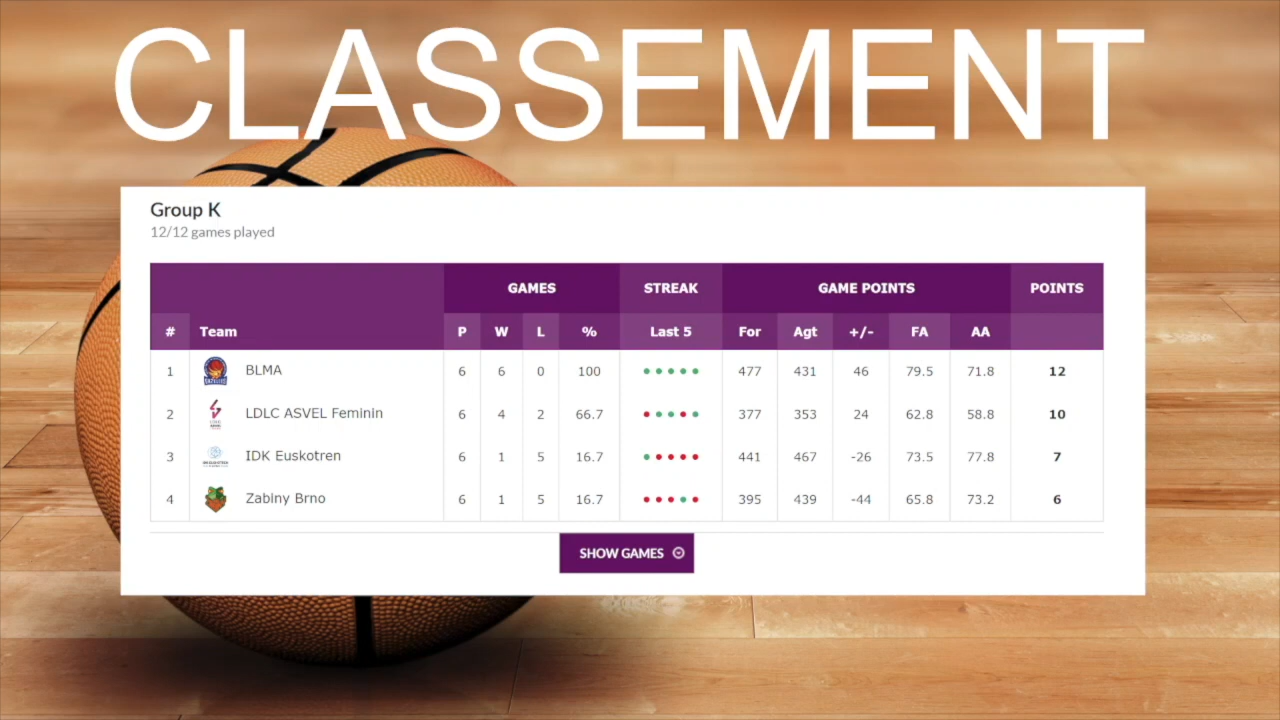 CLASSEMENT
Group K
12/12 games played
GAMES STREAK GAME POINTS POINTS
# Team P W L % Last 5 For Agt +/- FA AA
1 BLMA 6 6 0 100 477 431 46 79.5 71.8 12
2 LDLC ASVEL Feminin 6 4 2 66.7 377 353 24 62.8 58.8 10
3 IDK Euskotren 6 1 5 16.7 441 467 -26 73.5 77.8 7
4 Zabiny Brno 6 1 5 16.7 395 439 -44 65.8 73.2 6
SHOW GAMES